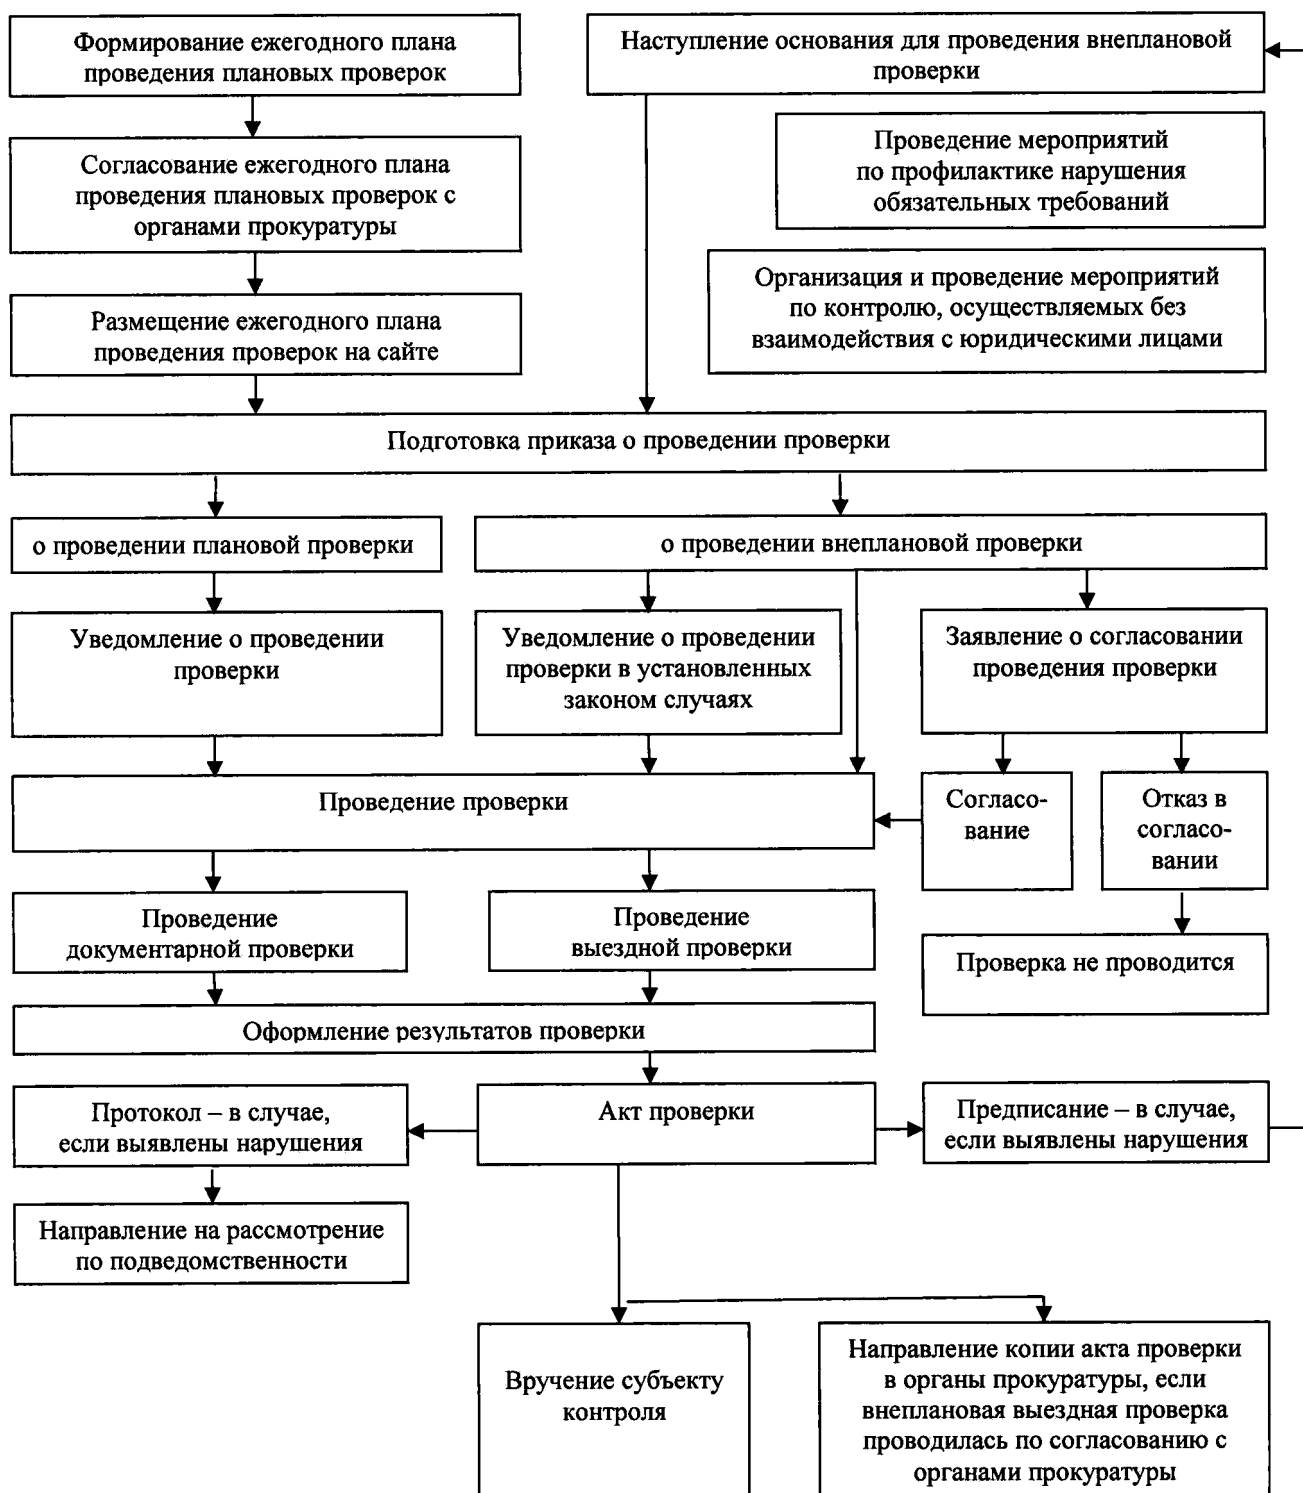 Формирование ежегодного плана
проведения плановых проверок
Наступление основания для проведения внеплановой
проверки
Согласование ежегодного плана
проведения плановых проверок с
органами прокуратуры
Проведение мероприятий
по профилактике нарушения
обязательных требований
Организация и проведение мероприятий
по контролю, осуществляемых без
взаимодействия с юридическими лицами
Размещение ежегодного плана
проведения проверок на сайте
Подготовка приказа о проведении проверки
о проведении плановой проверки
о проведении внеплановой проверки
Уведомление о проведении
проверки
Уведомление о проведении
проверки в установленных
законом случаях
Заявление о согласовании
проведения проверки
Проведение проверки
Согласо-
вание
Отказ в
согласо-
вании
Проведение
документарной проверки
Проведение
выездной проверки
Проверка не проводится
Оформление результатов проверки
Протокол – в случае,
если выявлены нарушения
Акт проверки
Предписание – в случае,
если выявлены нарушения
Направление на рассмотрение
по подведомственности
Вручение субъекту
контроля
Направление копии акта проверки
в органы прокуратуры, если
внеплановая выездная проверка
проводилась по согласованию с
органами прокуратуры